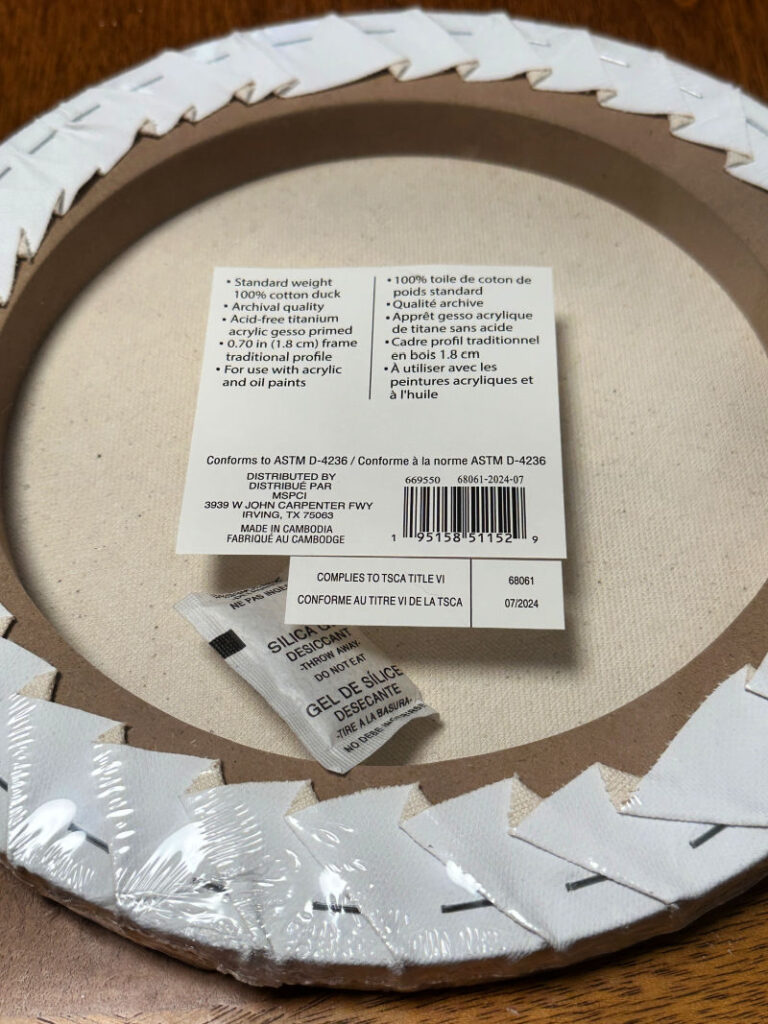 • Standard weight
100% cotton duck
• Archival quality
• Acid-free titanium
acrylic gesso primed
• 0.70 in (1.8 cm) frame
traditional profile
• For use with acrylic
and oil paints
• 100% toile de coton de
poids standard
• Qualité archive
• Apprêt gesso acrylique
de titane sans acide
• Cadre profil traditionnel
en bois 1.8 cm
• À utiliser avec les
peintures acryliques et
à l'huile
Conforms to ASTM D-4236 / Conforme à la norme ASTM D-4236
DISTRIBUTED BY
DISTRIBUÉ PAR
MSPCI
3939 W JOHN CARPENTER FWY
IRVING, TX 75063
MADE IN CAMBODIA
FABRIQUÉ AU CAMBODGE
669550 68061-2024-07
1 95158 51152 9
COMPLIES TO TSCA TITLE VI
68061
CONFORME AU TITRE VI DE LA TSCA
07/2024
NE PAS
SILICA
DESICCANT
-THROW AWAY-
DO NOT EAT
GEL DE SÍLICE
DESECANTE
-TIRE A LA BASURA-
NO DEBE